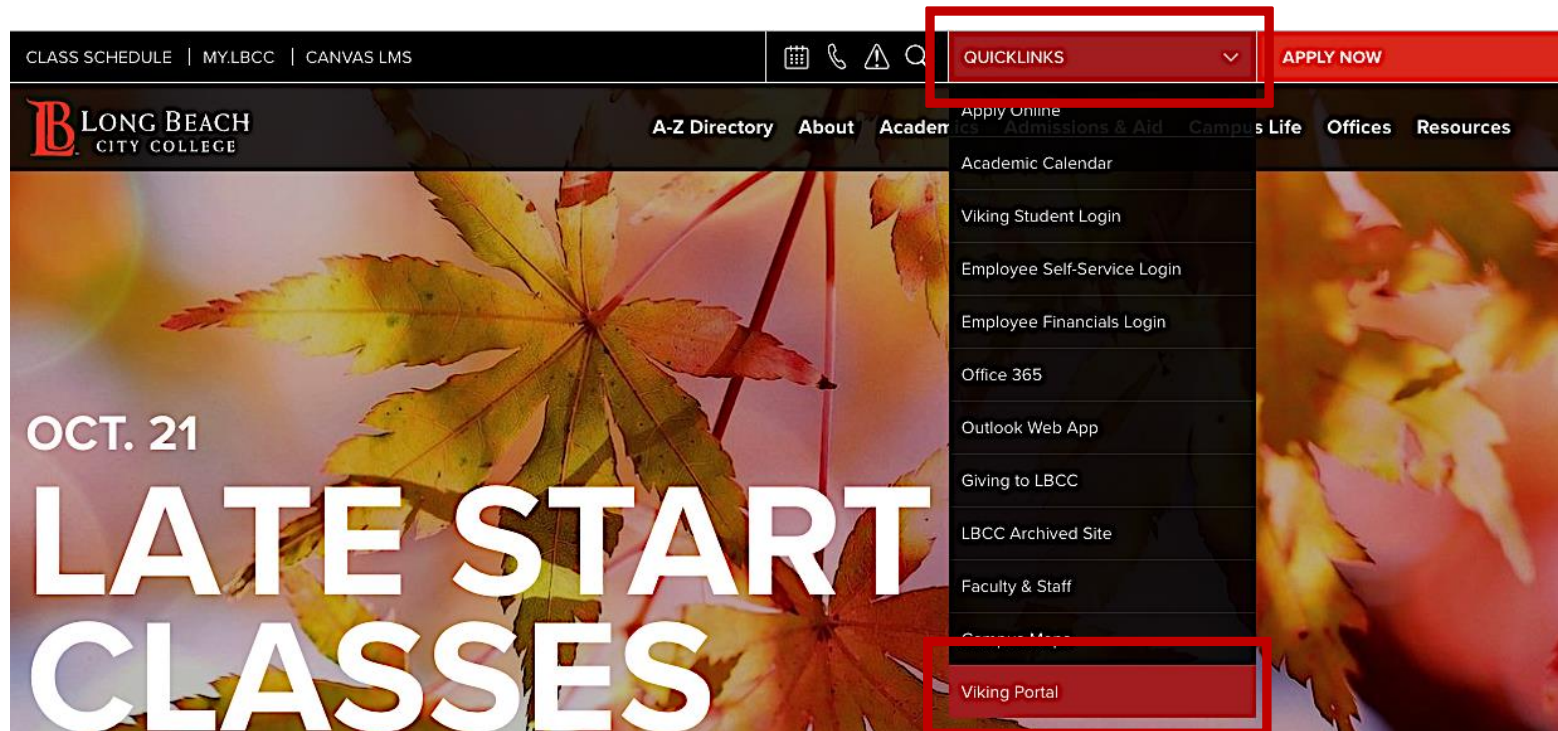 CLASS SCHEDULE | MY.LBCC | CANVAS LMS
QUICKLINKS
APPLY NOW
LONG BEACH
CITY COLLEGE
A-Z Directory About Academics Admissions & Aid Campus Life Offices Resources
Apply Online
Academic Calendar
Viking Student Login
Employee Self-Service Login
Employee Financials Login
Office 365
Outlook Web App
Giving to LBCC
LBCC Archived Site
Faculty & Staff
Campus Maps
Viking Portal
OCT. 21
LATE START
CLASSES